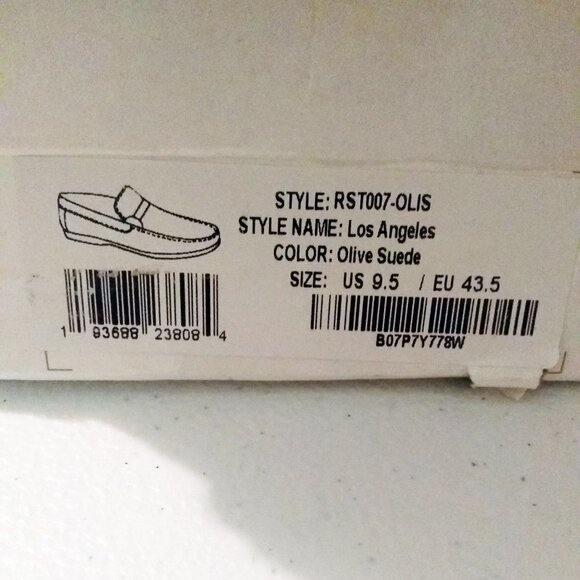 STYLE: RST007-OLIS
STYLE NAME: Los Angeles
COLOR: Olive Suede
SIZE: US 9.5 / EU 43.5
1 93688 23808 4
B07P7Y778W